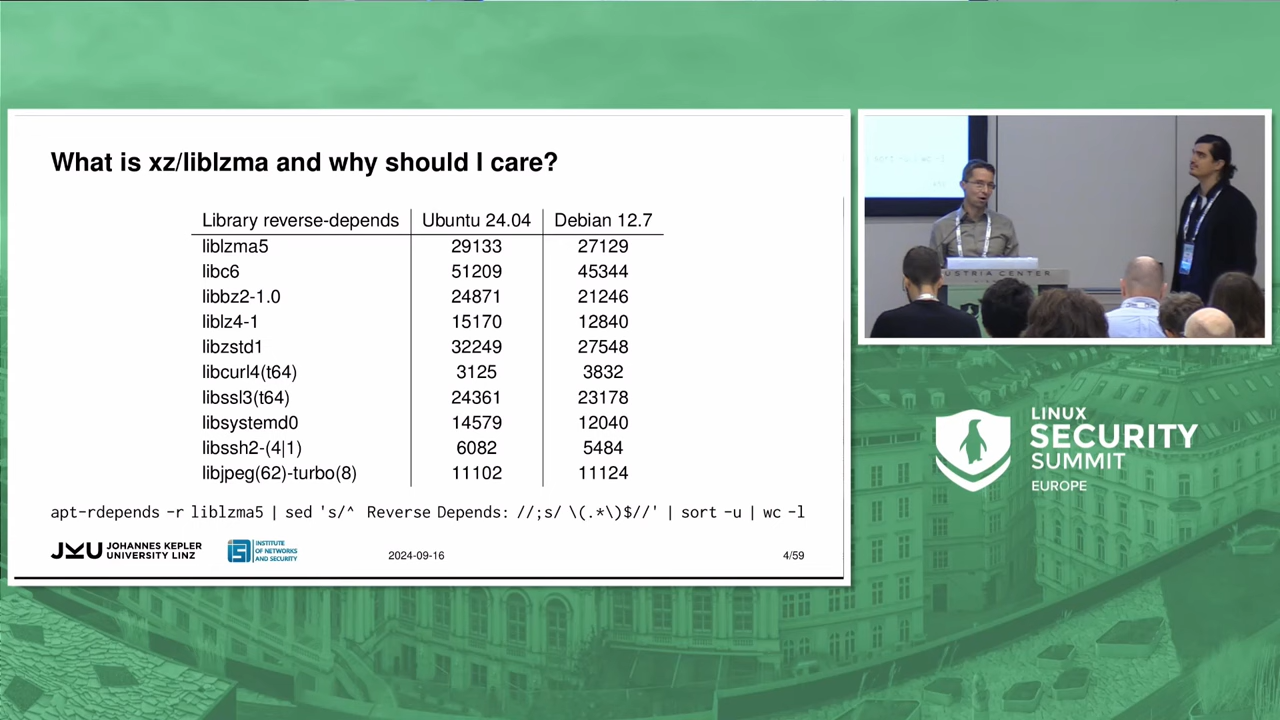 What is xz/liblzma and why should I care?
Library reverse-depends Ubuntu 24.04 Debian 12.7
liblzma5 29133 27129
libc6 51209 45344
libbz2-1.0 24871 21246
liblz4-1 15170 12840
libzstd1 32249 27548
libcurl4(t64) 3125 3832
libssl3(t64) 24361 23178
libsystemd0 14579 12040
libssh2-(4|1) 6082 5484
libjpeg(62)-turbo(8) 11102 11124
apt-rdepends -r liblzma5 | sed 's/^ Reverse Depends: //;s/ \(.*\)$//' | sort -u | wc -l
JKU JOHANNES KEPLER
UNIVERSITY LINZ
INSTITUTE
OF NETWORKS
AND SECURITY
2024-09-16
4/59
sort -u | wc -l
AUSTRIA CENTER
LINUX
SECURITY
SUMMIT
EUROPE